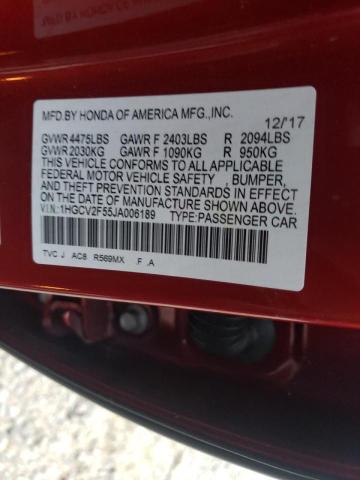 MFD.BY HONDA OF AMERICA MFG.,INC.
12/'17
GVWR 4475LBS GAWR F 2403LBS R 2094LBS
GVWR 2030KG GAWR F 1090KG R 950KG
THIS VEHICLE CONFORMS TO ALL APPLICABLE
FEDERAL MOTOR VEHICLE SAFETY , BUMPER,
AND THEFT PREVENTION STANDARDS IN EFFECT
ON THE DATE OF MANUFACTURE SHOWN ABOVE.
V.I.N.:1HGCV2F55JA006189 TYPE:PASSENGER CAR
TVC J AC8 R569MX .F .A